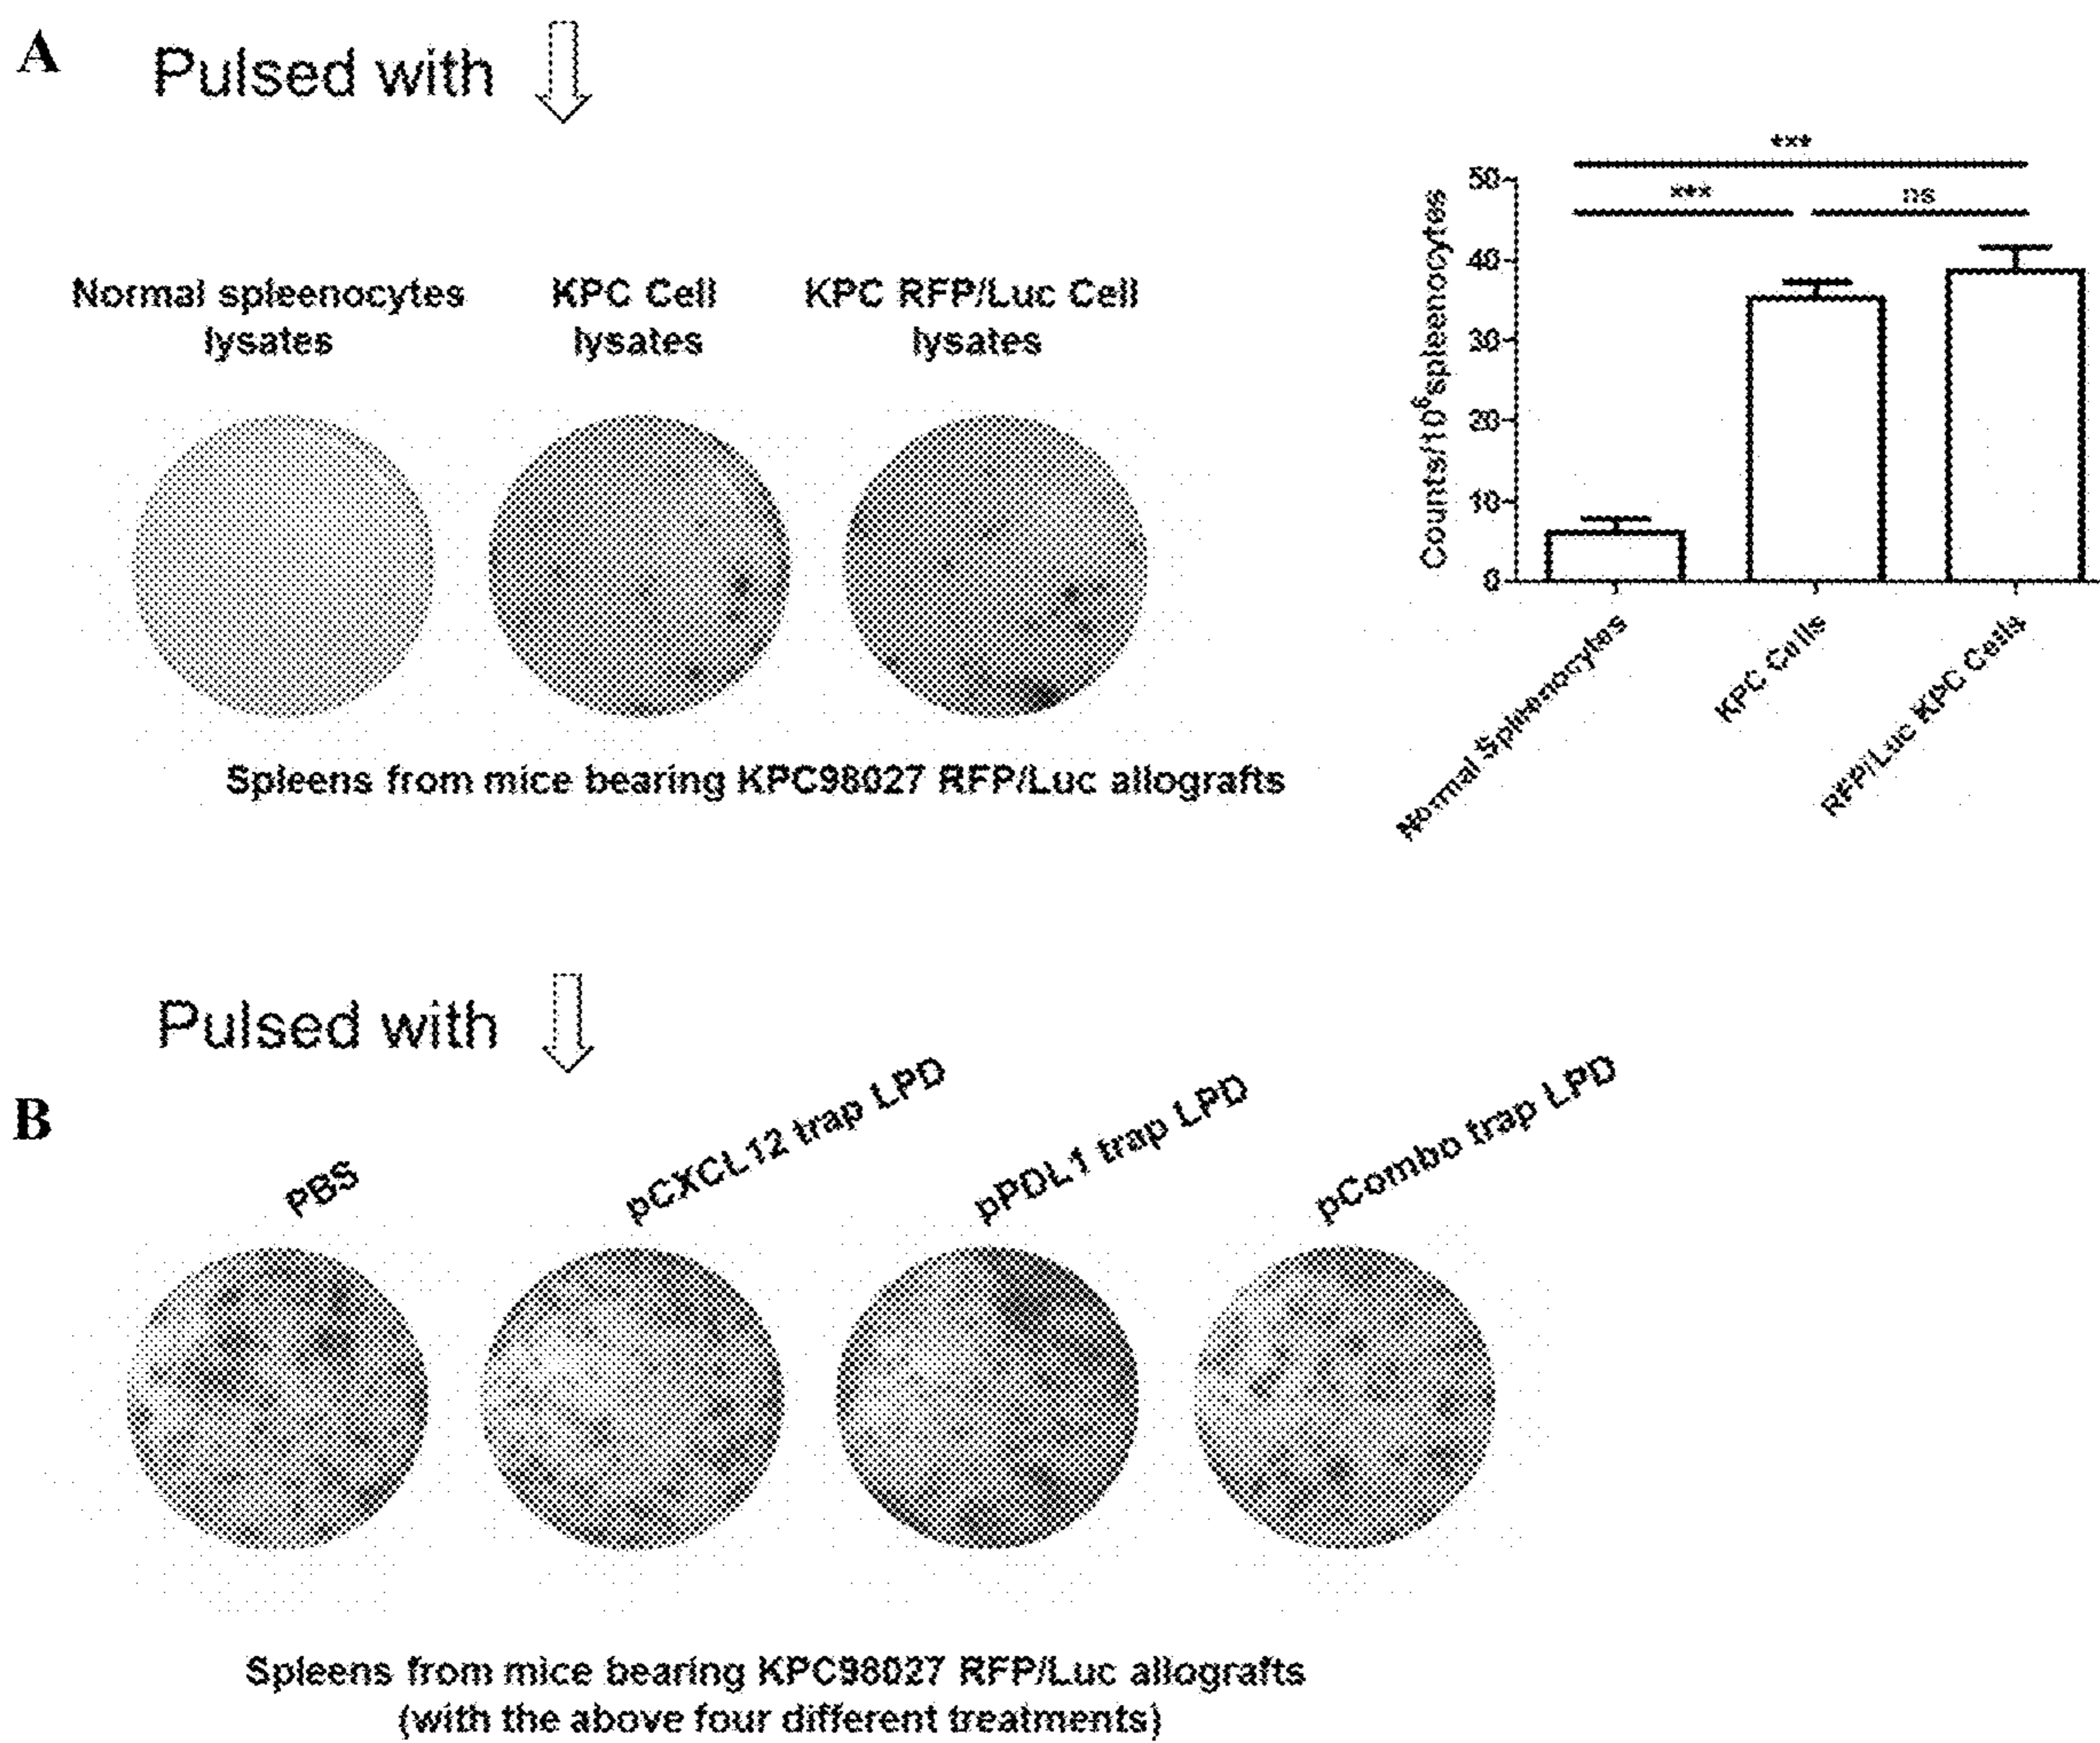 A
Pulsed with
Normal spleenocytes
lysates
KPC Cell
lysates
KPC RFP/Luc Cell
lysates
Spleens from mice bearing KPC98027 RFP/Luc allografts
***
***
ns
50
40
30
20
10
0
Counts/10⁶spleenocytes
Normal Spleenocytes
KPC Cells
RFP/Luc KPC Cells
Pulsed with
B
PBS
pCXCL12 trap LPD
pPDL1 trap LPD
pCombo trap LPD
Spleens from mice bearing KPC98027 RFP/Luc allografts
(with the above four different treatments)